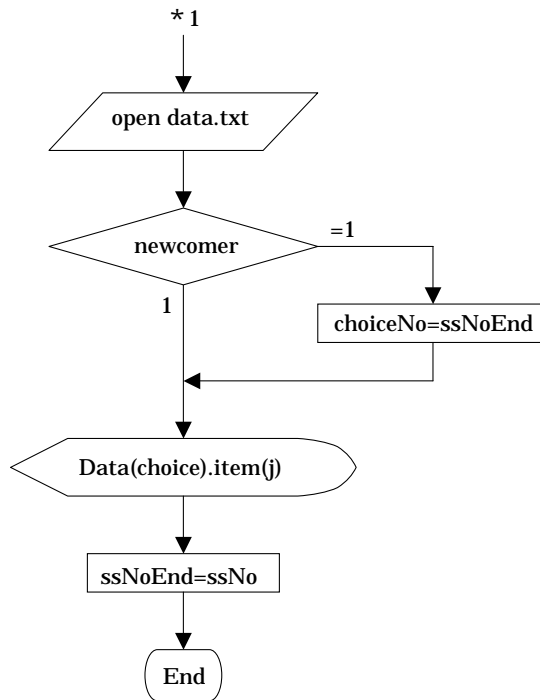 *1
open data.txt
newcomer
=1
1
choiceNo=ssNoEnd
Data(choice).item(j)
ssNoEnd=ssNo
End